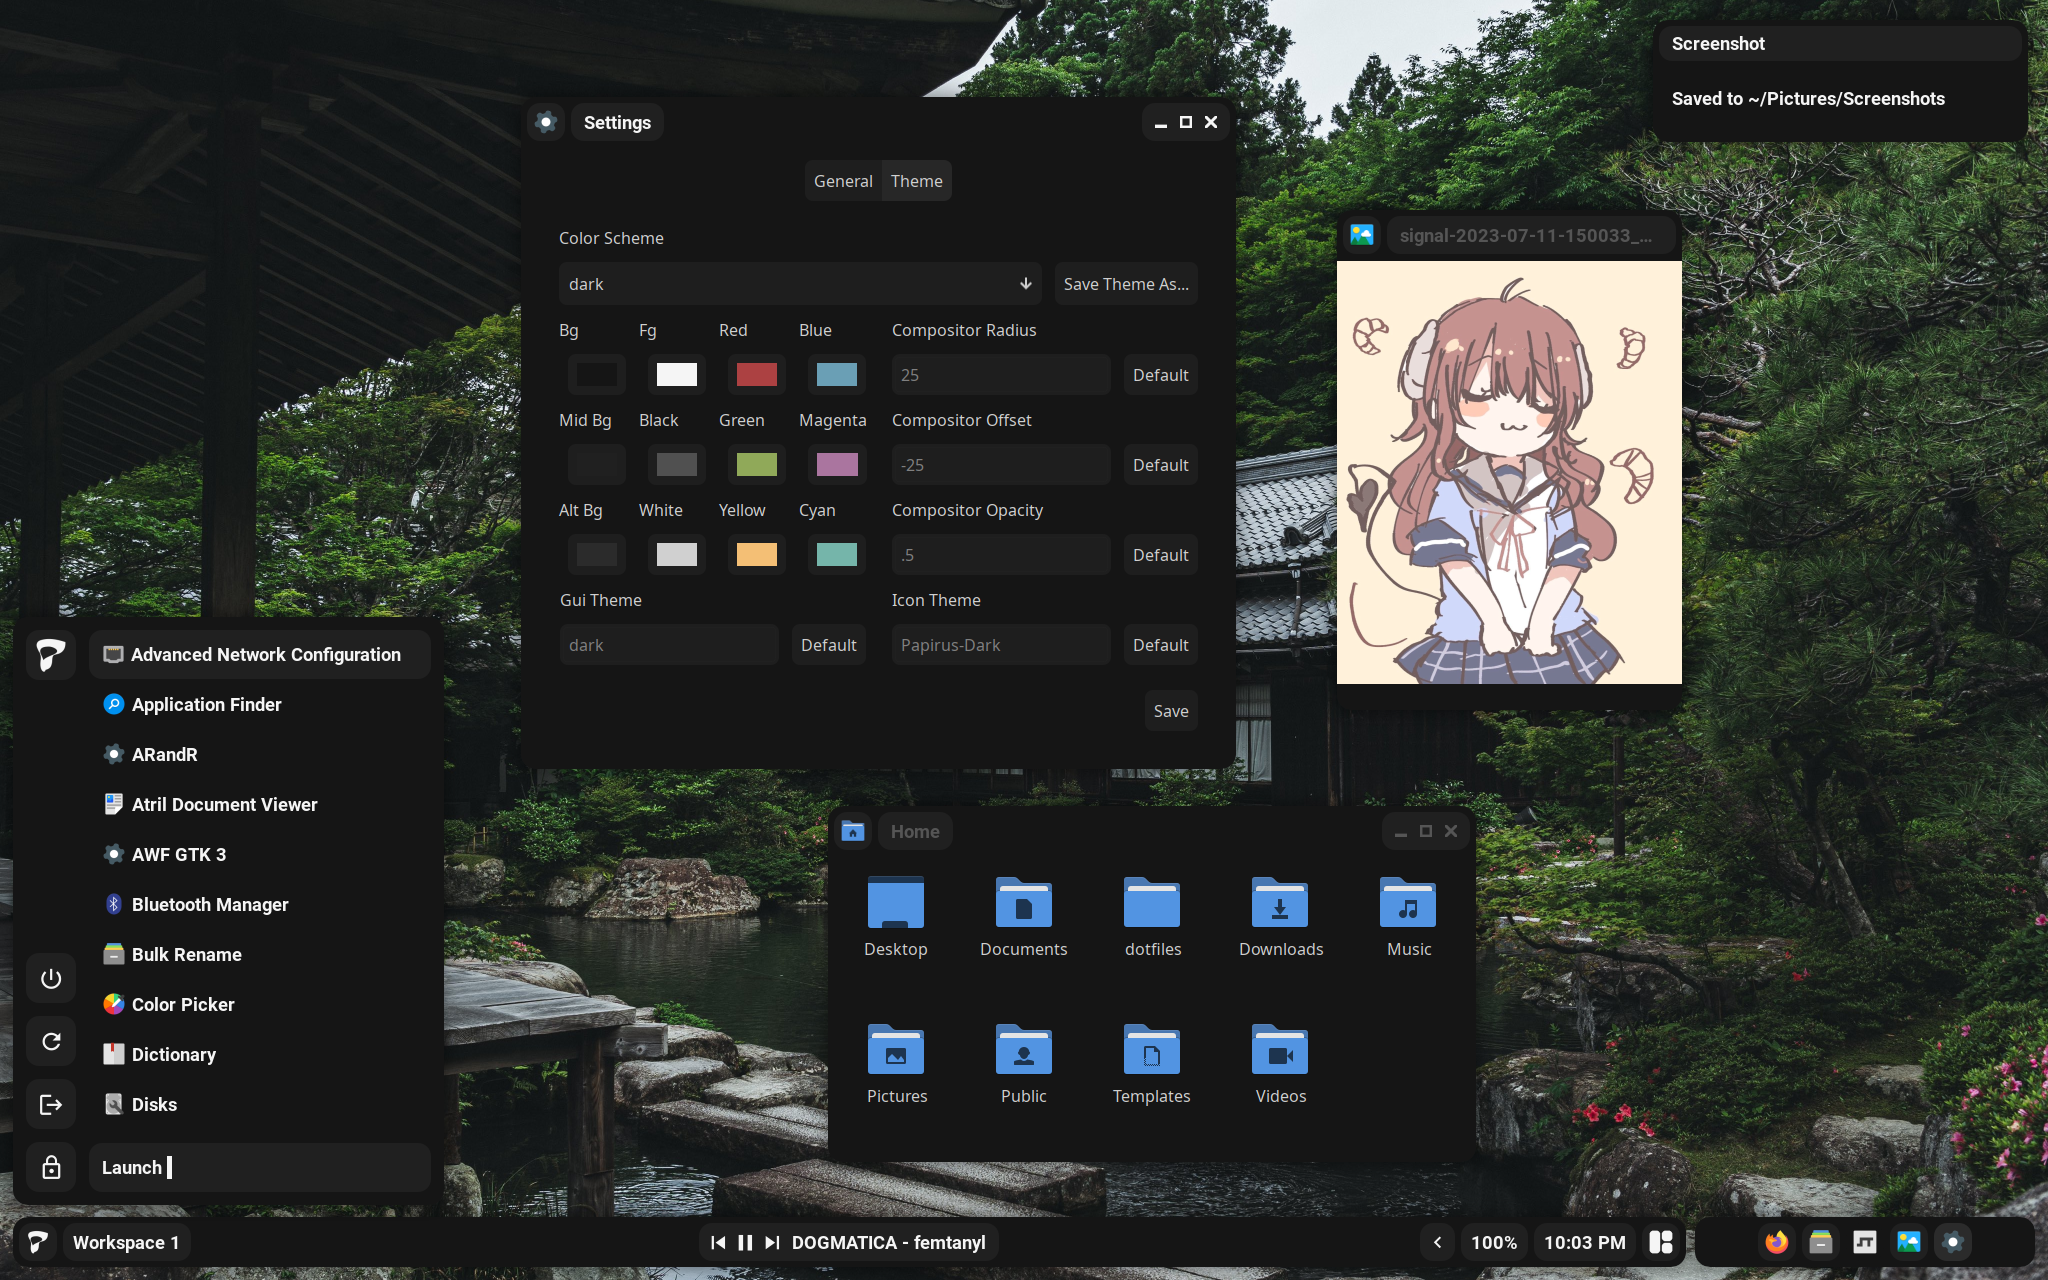 Screenshot
Saved to ~/Pictures/Screenshots
Settings
General Theme
Color Scheme
dark
Save Theme As...
Bg Fg Red Blue Compositor Radius
25 Default
Mid Bg Black Green Magenta Compositor Offset
-25 Default
Alt Bg White Yellow Cyan Compositor Opacity
.5 Default
Gui Theme Icon Theme
dark Default Papirus-Dark Default
Save
signal-2023-07-11-150033_...
Advanced Network Configuration
Application Finder
ARandR
Atril Document Viewer
AWF GTK 3
Bluetooth Manager
Bulk Rename
Color Picker
Dictionary
Disks
Launch
Home
Desktop Documents dotfiles Downloads Music
Pictures Public Templates Videos
Workspace 1
DOGMATICA - femtanyl
100%
10:03 PM